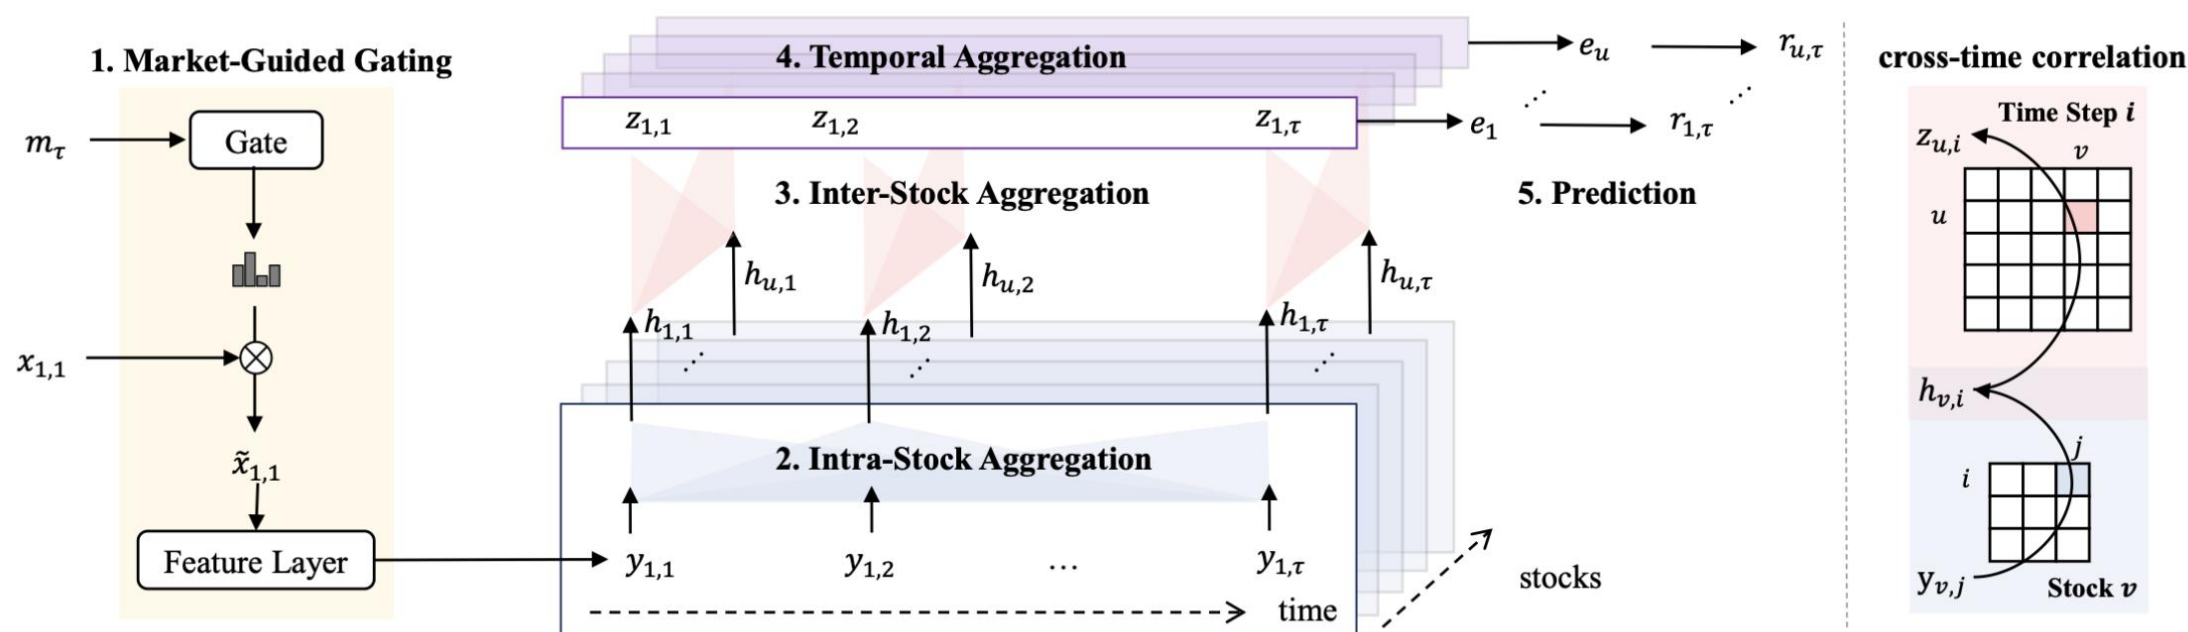 1. Market-Guided Gating
m_τ
Gate
x_{1,1}
x̃_{1,1}
Feature Layer
4. Temporal Aggregation
z_{1,1} z_{1,2} z_{1,τ}
e_u
r_{u,τ}
⋰
⋰
e_1
r_{1,τ}
3. Inter-Stock Aggregation
5. Prediction
h_{u,1}
h_{u,2}
h_{u,τ}
h_{1,1}
h_{1,2}
h_{1,τ}
⋰
⋰
⋰
2. Intra-Stock Aggregation
y_{1,1} y_{1,2} … y_{1,τ}
time
stocks
cross-time correlation
Time Step i
z_{u,i}
v
u
h_{v,i}
j
i
y_{v,j}
Stock v